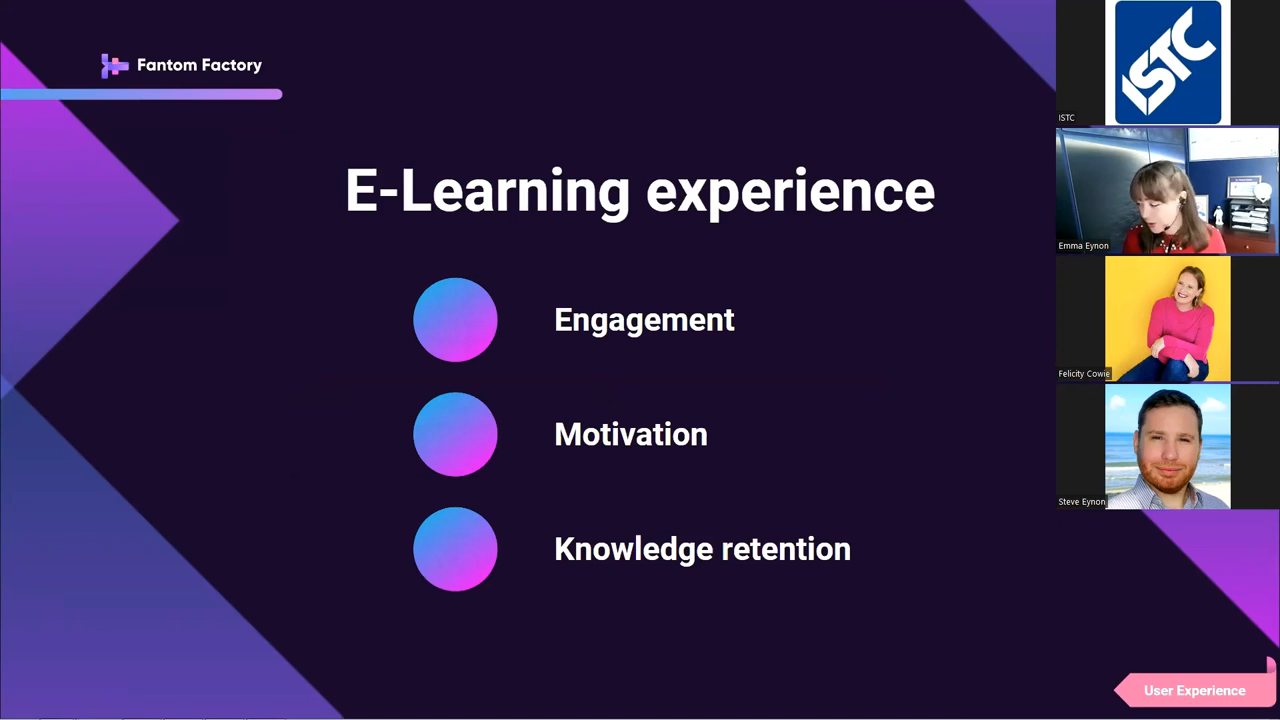 Fantom Factory
E-Learning experience
Engagement
Motivation
Knowledge retention
User Experience
ISTC
ISTC
Emma Eynon
Felicity Cowie
Steve Eynon